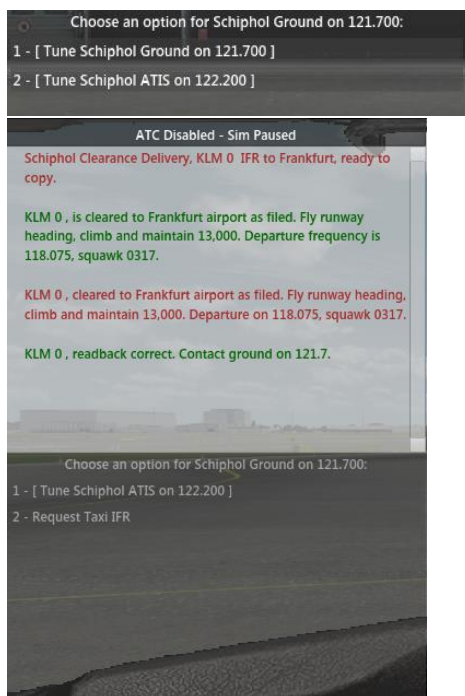 Choose an option for Schiphol Ground on 121.700:
1 - [ Tune Schiphol Ground on 121.700 ]
2 - [ Tune Schiphol ATIS on 122.200 ]
ATC Disabled - Sim Paused
Schiphol Clearance Delivery, KLM 0  IFR to Frankfurt, ready to
copy.
KLM 0 , is cleared to Frankfurt airport as filed. Fly runway
heading, climb and maintain 13,000. Departure frequency is
118.075, squawk 0317.
KLM 0 , cleared to Frankfurt airport as filed. Fly runway heading,
climb and maintain 13,000. Departure on 118.075, squawk 0317.
KLM 0 , readback correct. Contact ground on 121.7.
Choose an option for Schiphol Ground on 121.700:
1 - [ Tune Schiphol ATIS on 122.200 ]
2 - Request Taxi IFR